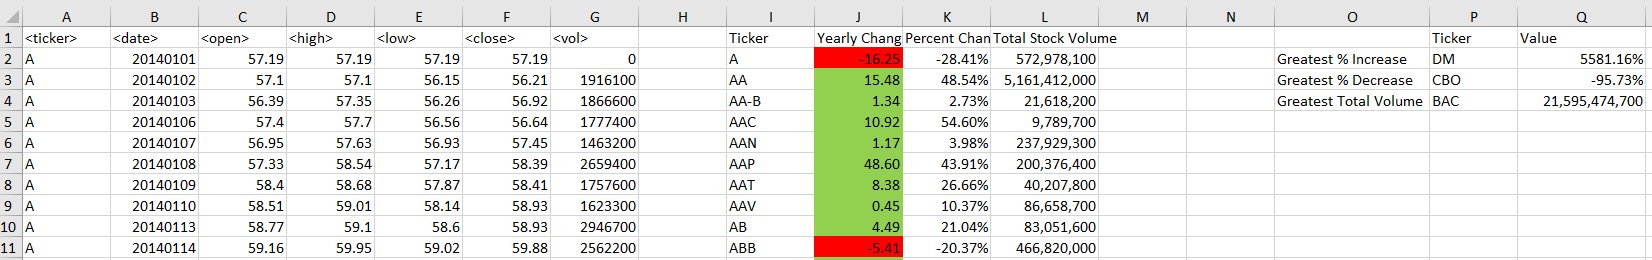 A B C D E F G H I J K L M N O P Q
1 <ticker> <date> <open> <high> <low> <close> <vol> Ticker Yearly Chang Percent Chan Total Stock Volume Ticker Value
2 A 20140101 57.19 57.19 57.19 57.19 0 A -16.25 -28.41% 572,978,100 Greatest % Increase DM 5581.16%
3 A 20140102 57.1 57.1 56.15 56.21 1916100 AA 15.48 48.54% 5,161,412,000 Greatest % Decrease CBO -95.73%
4 A 20140103 56.39 57.35 56.26 56.92 1866600 AA-B 1.34 2.73% 21,618,200 Greatest Total Volume BAC 21,595,474,700
5 A 20140106 57.4 57.7 56.56 56.64 1777400 AAC 10.92 54.60% 9,789,700
6 A 20140107 56.95 57.63 56.93 57.45 1463200 AAN 1.17 3.98% 237,929,300
7 A 20140108 57.33 58.54 57.17 58.39 2659400 AAP 48.60 43.91% 200,376,400
8 A 20140109 58.4 58.68 57.87 58.41 1757600 AAT 8.38 26.66% 40,207,800
9 A 20140110 58.51 59.01 58.14 58.93 1623300 AAV 0.45 10.37% 86,658,700
10 A 20140113 58.77 59.1 58.6 58.93 2946700 AB 4.49 21.04% 83,051,600
11 A 20140114 59.16 59.95 59.02 59.88 2562200 ABB -5.41 -20.37% 466,820,000